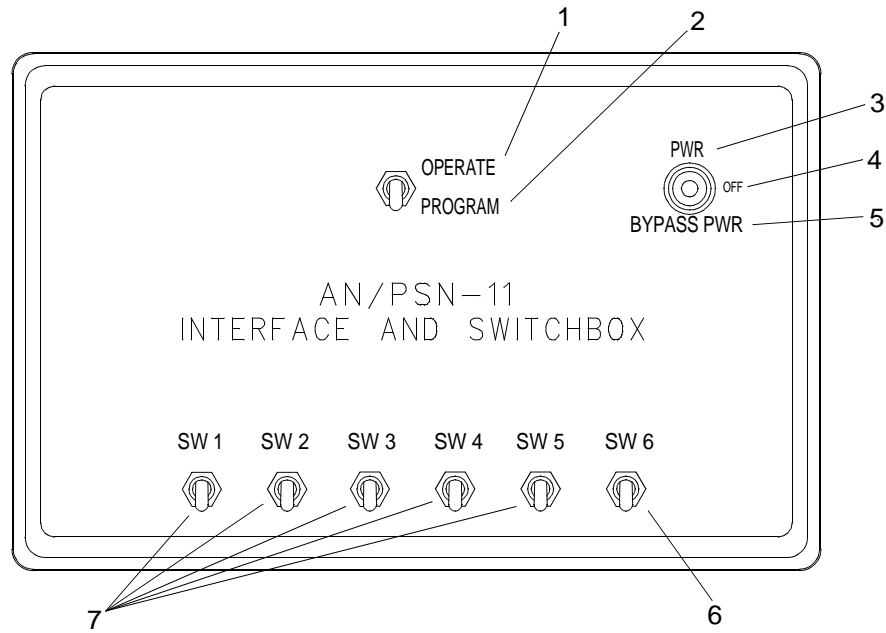 1
2
3
PWR
OPERATE
4
OFF
PROGRAM
BYPASS PWR
5
AN/PSN-11
INTERFACE AND SWITCHBOX
SW 1 SW 2 SW 3 SW 4 SW 5 SW 6
7
6